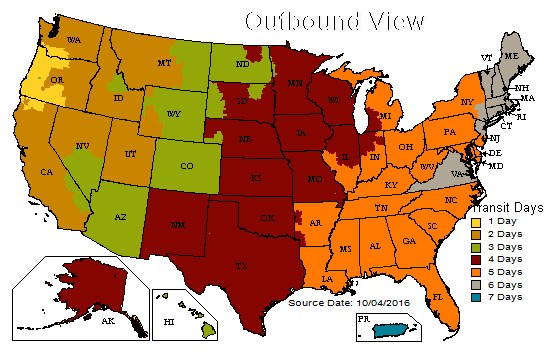 Outbound View
WA
MT
ND
MN
VT
ME
OR
ID
SD
WI
MI
NY
NH
MA
WY
RI
CT
NE
IA
PA
NJ
NV
UT
CO
IL
IN
OH
DE
MD
CA
KS
MO
WV
VA
KY
AZ
NM
OK
AR
TN
NC
SC
TX
LA
MS
AL
GA
FL
Transit Days
1 Day
2 Days
3 Days
4 Days
5 Days
6 Days
7 Days
Source Date: 10/04/2016
AK
HI
PR